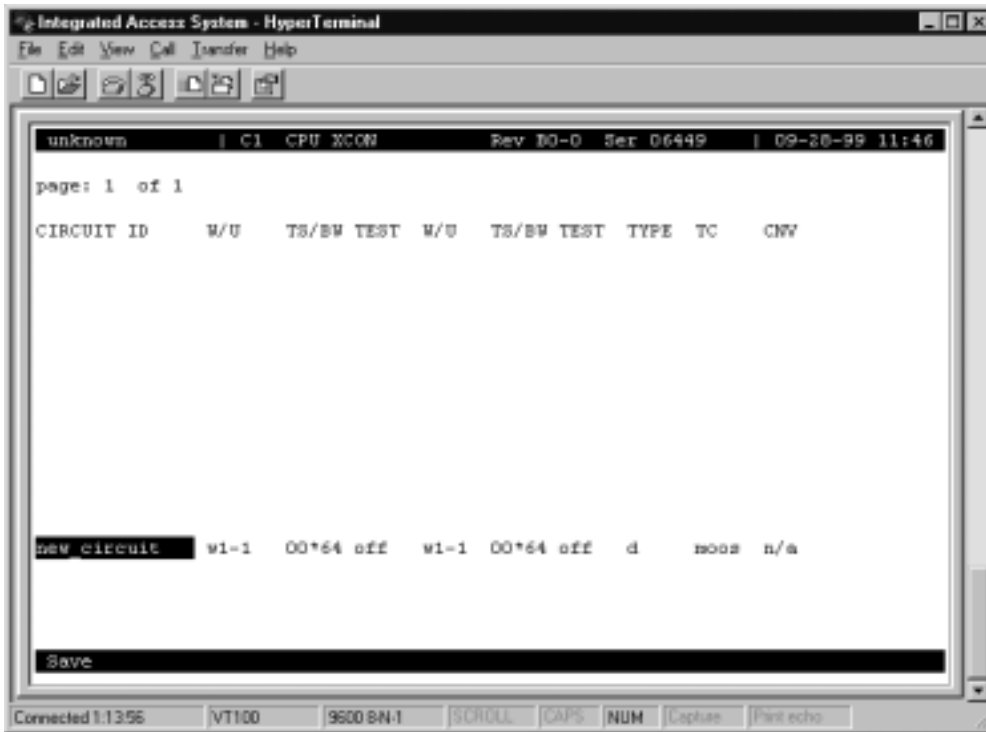 Integrated Access System - HyperTerminal
File Edit View Call Transfer Help
unknown | C1 CPU XCON Rev B0-0 Ser 06449 | 09-28-99 11:46
page: 1 of 1
CIRCUIT ID W/U TS/BW TEST W/U TS/BW TEST TYPE TC CNV
new_circuit w1-1 00*64 off w1-1 00*64 off d moos n/a
Save
Connected 1:13:56 VT100 9600 8-N-1 SCROLL CAPS NUM Capture Print echo